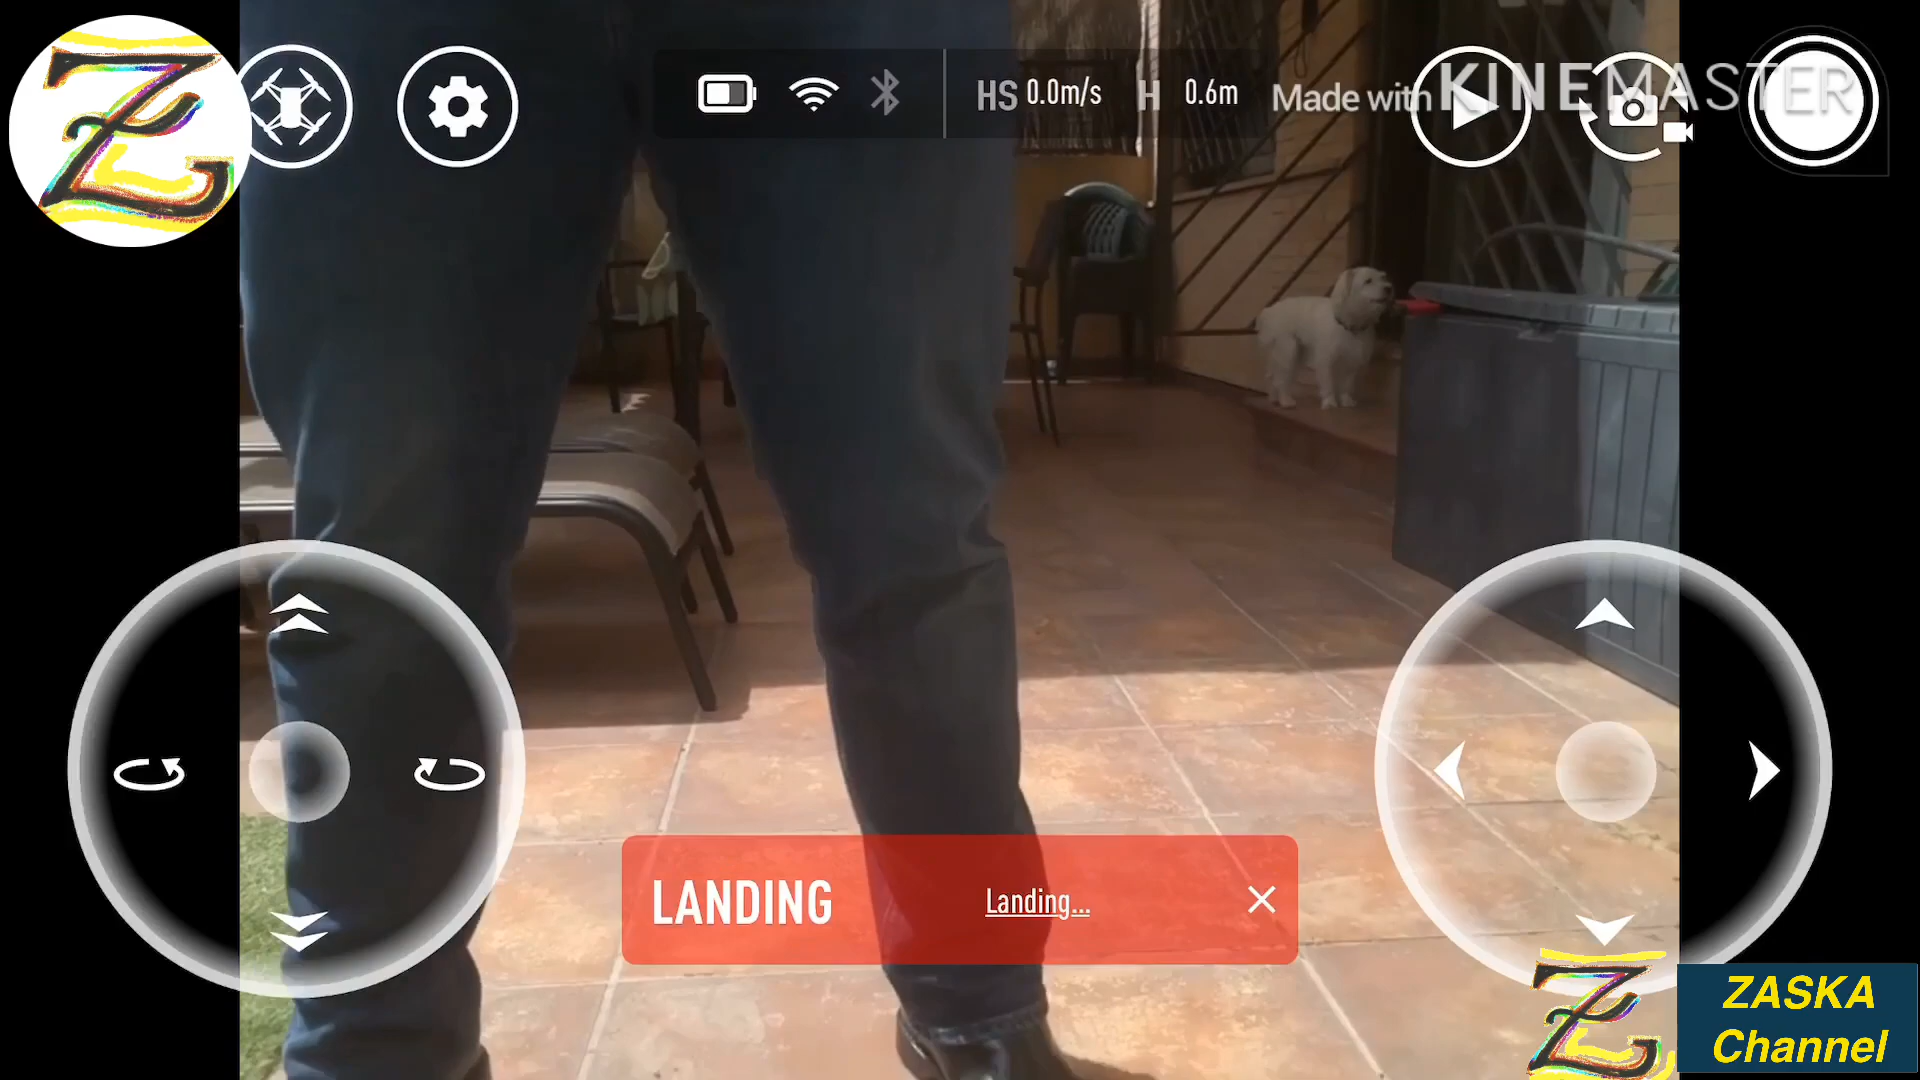 Z
HS 0.0m/s H 0.6m
Made with KINEMASTER
LANDING Landing...
Z
ZASKA
Channel